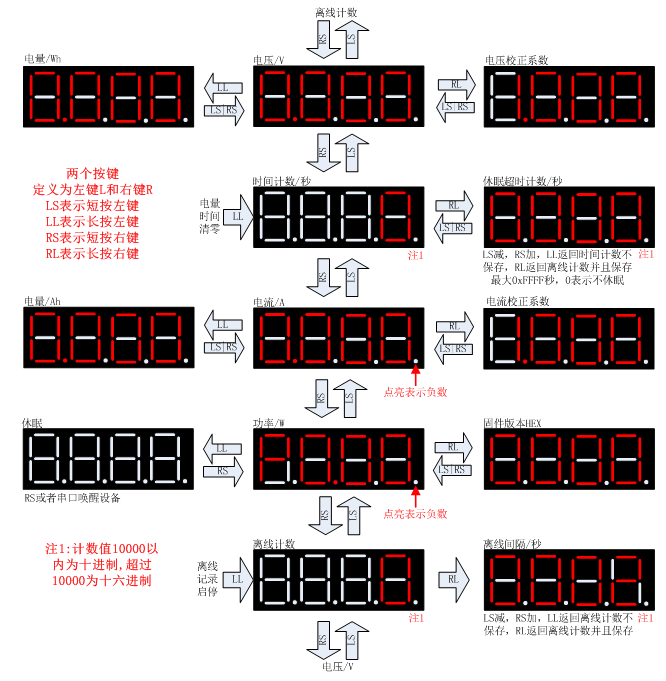 离线计数
RS LS
电量/Wh 电压/V 电压校正系数
LL RL
LS|RS LS|RS
RS LS
两个按键
定义为左键L和右键R
LS表示短按左键
LL表示长按左键
RS表示短按右键
RL表示长按右键
时间计数/秒 休眠超时计数/秒
电量
时间
清零
LL RL
LS|RS
注1
LS减, RS加, LL返回时间计数不 注1
保存, RL返回离线计数并且保存
最大0xFFFF秒, 0表示不休眠
RS LS
电量/Ah 电流/A 电流校正系数
LL RL
LS|RS LS|RS
点亮表示负数
RS LS
休眠 功率/W 固件版本HEX
LL RL
RS LS|RS
RS或者串口唤醒设备
点亮表示负数
RS LS
注1:计数值10000以
内为十进制,超过
10000为十六进制
离线计数 离线间隔/秒
离线
记录
启停
LL RL
注1
LS减, RS加, LL返回离线计数不 注1
保存, RL返回离线计数并且保存
RS LS
电压/V